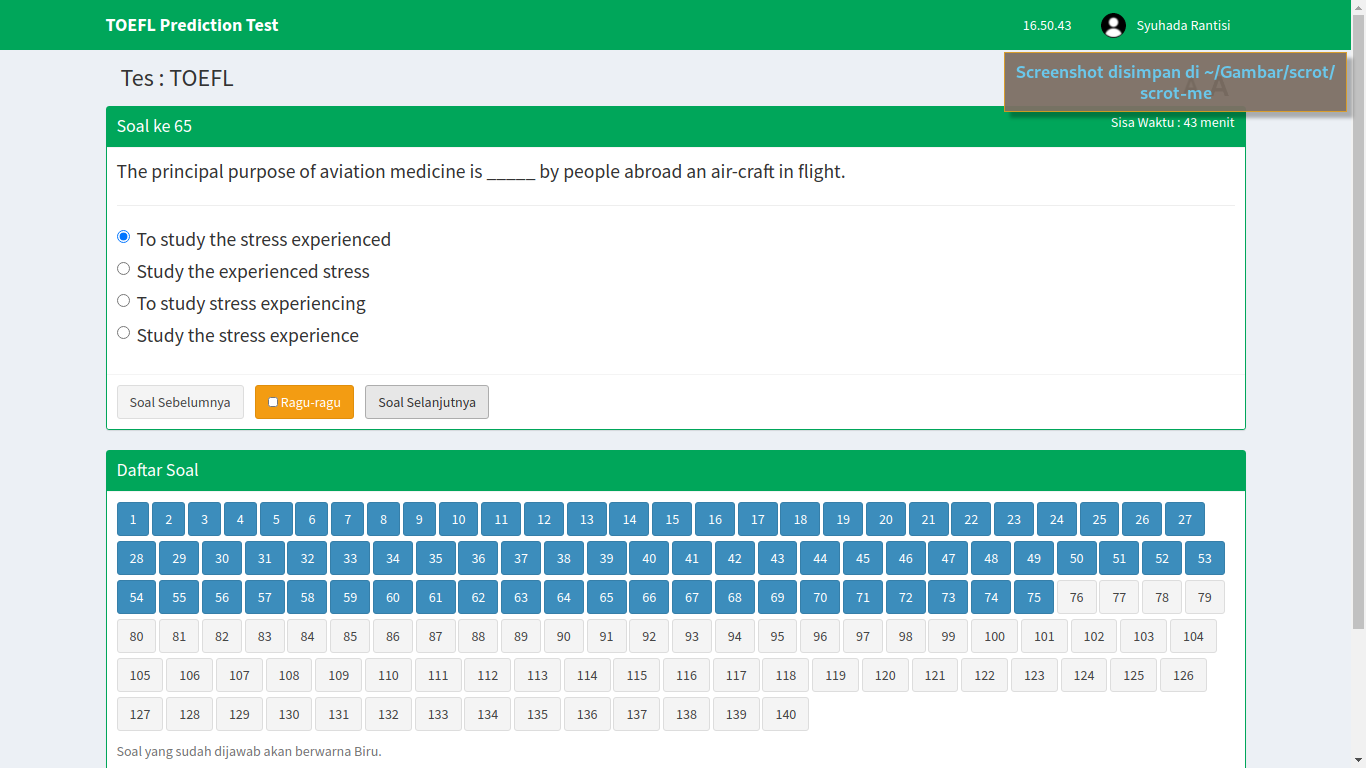 TOEFL Prediction Test
16.50.43
Syuhada Rantisi
Tes : TOEFL
Screenshot disimpan di ~/Gambar/scrot/
scrot-me
Soal ke 65
Sisa Waktu : 43 menit
The principal purpose of aviation medicine is _____ by people abroad an air-craft in flight.
To study the stress experienced
Study the experienced stress
To study stress experiencing
Study the stress experience
Soal Sebelumnya
Ragu-ragu
Soal Selanjutnya
Daftar Soal
1 2 3 4 5 6 7 8 9 10 11 12 13 14 15 16 17 18 19 20 21 22 23 24 25 26 27
28 29 30 31 32 33 34 35 36 37 38 39 40 41 42 43 44 45 46 47 48 49 50 51 52 53
54 55 56 57 58 59 60 61 62 63 64 65 66 67 68 69 70 71 72 73 74 75 76 77 78 79
80 81 82 83 84 85 86 87 88 89 90 91 92 93 94 95 96 97 98 99 100 101 102 103 104
105 106 107 108 109 110 111 112 113 114 115 116 117 118 119 120 121 122 123 124 125 126
127 128 129 130 131 132 133 134 135 136 137 138 139 140
Soal yang sudah dijawab akan berwarna Biru.